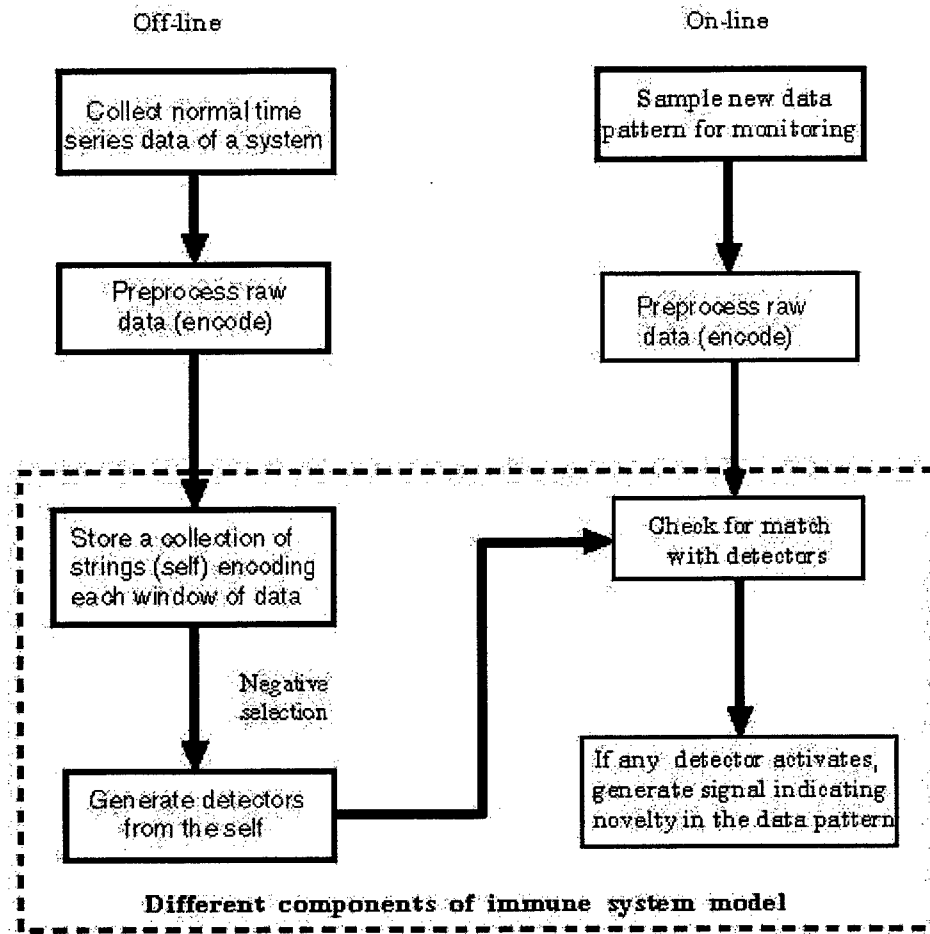 Off-line
Collect normal time
series data of a system
Preprocess raw
data (encode)
Store a collection of
strings (self) encoding
each window of data
Negative
selection
Generate detectors
from the self
On-line
Sample new data
pattern for monitoring
Preprocess raw
data (encode)
Check for match
with detectors
If any detector activates,
generate signal indicating
novelty in the data pattern
Different components of immune system model